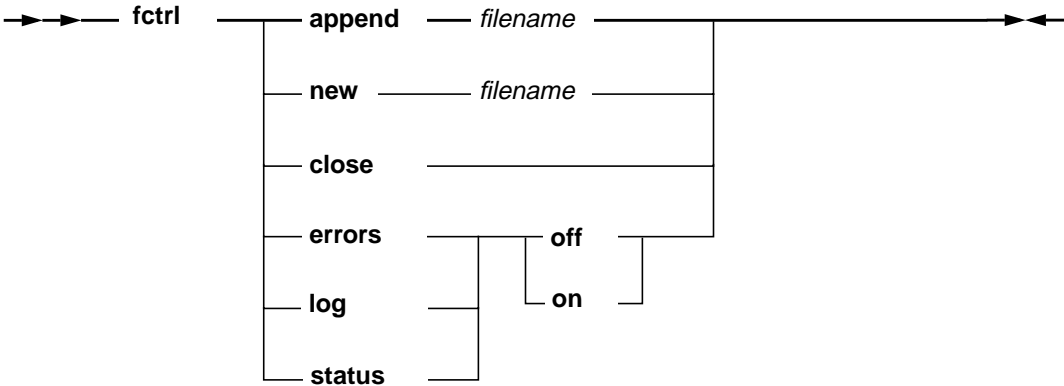 fctrl append filename
new filename
close
errors off
log on
status